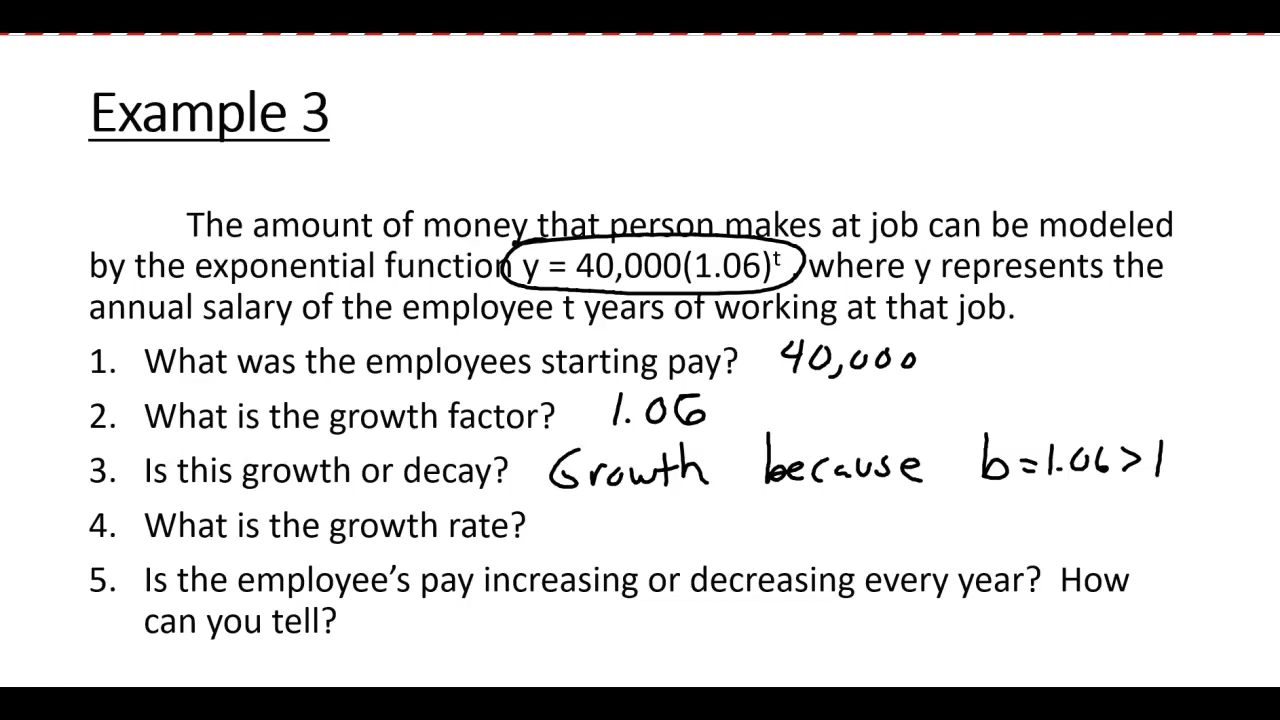 Example 3
The amount of money that person makes at job can be modeled
by the exponential function y = 40,000(1.06)ᵗ , where y represents the
annual salary of the employee t years of working at that job.
1. What was the employees starting pay? 40,000
2. What is the growth factor? 1.06
3. Is this growth or decay? Growth because b=1.06>1
4. What is the growth rate?
5. Is the employee’s pay increasing or decreasing every year? How
can you tell?